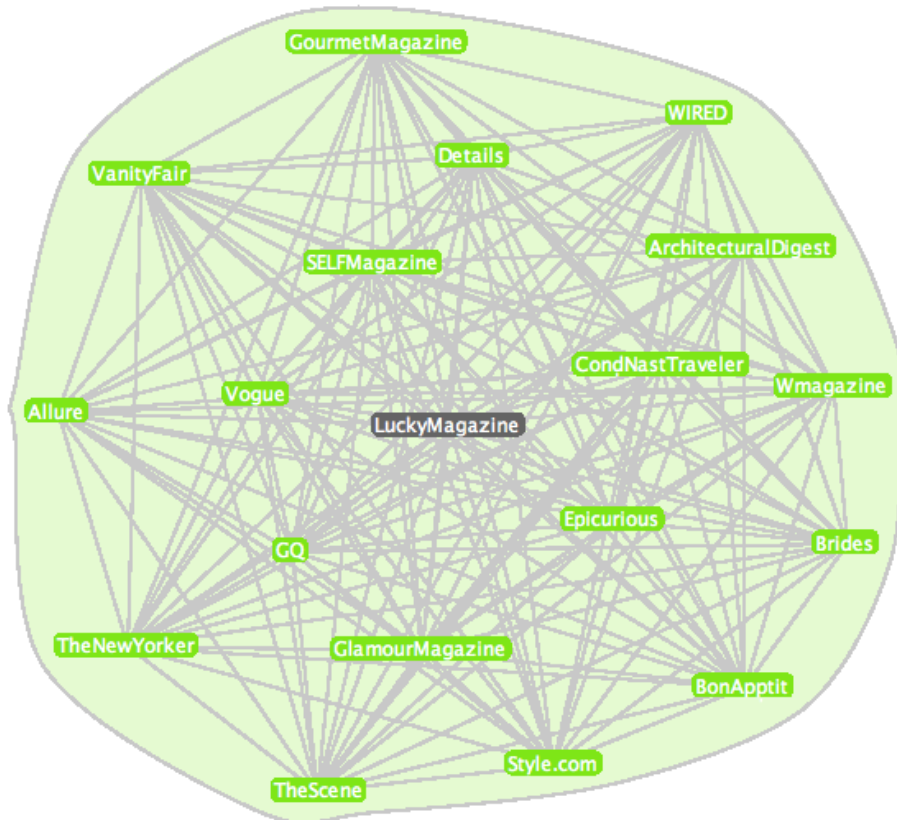 GourmetMagazine
WIRED
Details
VanityFair
ArchitecturalDigest
SELFMagazine
CondNastTraveler
Wmagazine
Vogue
Allure
LuckyMagazine
Epicurious
Brides
GQ
TheNewYorker
GlamourMagazine
BonApptit
Style.com
TheScene